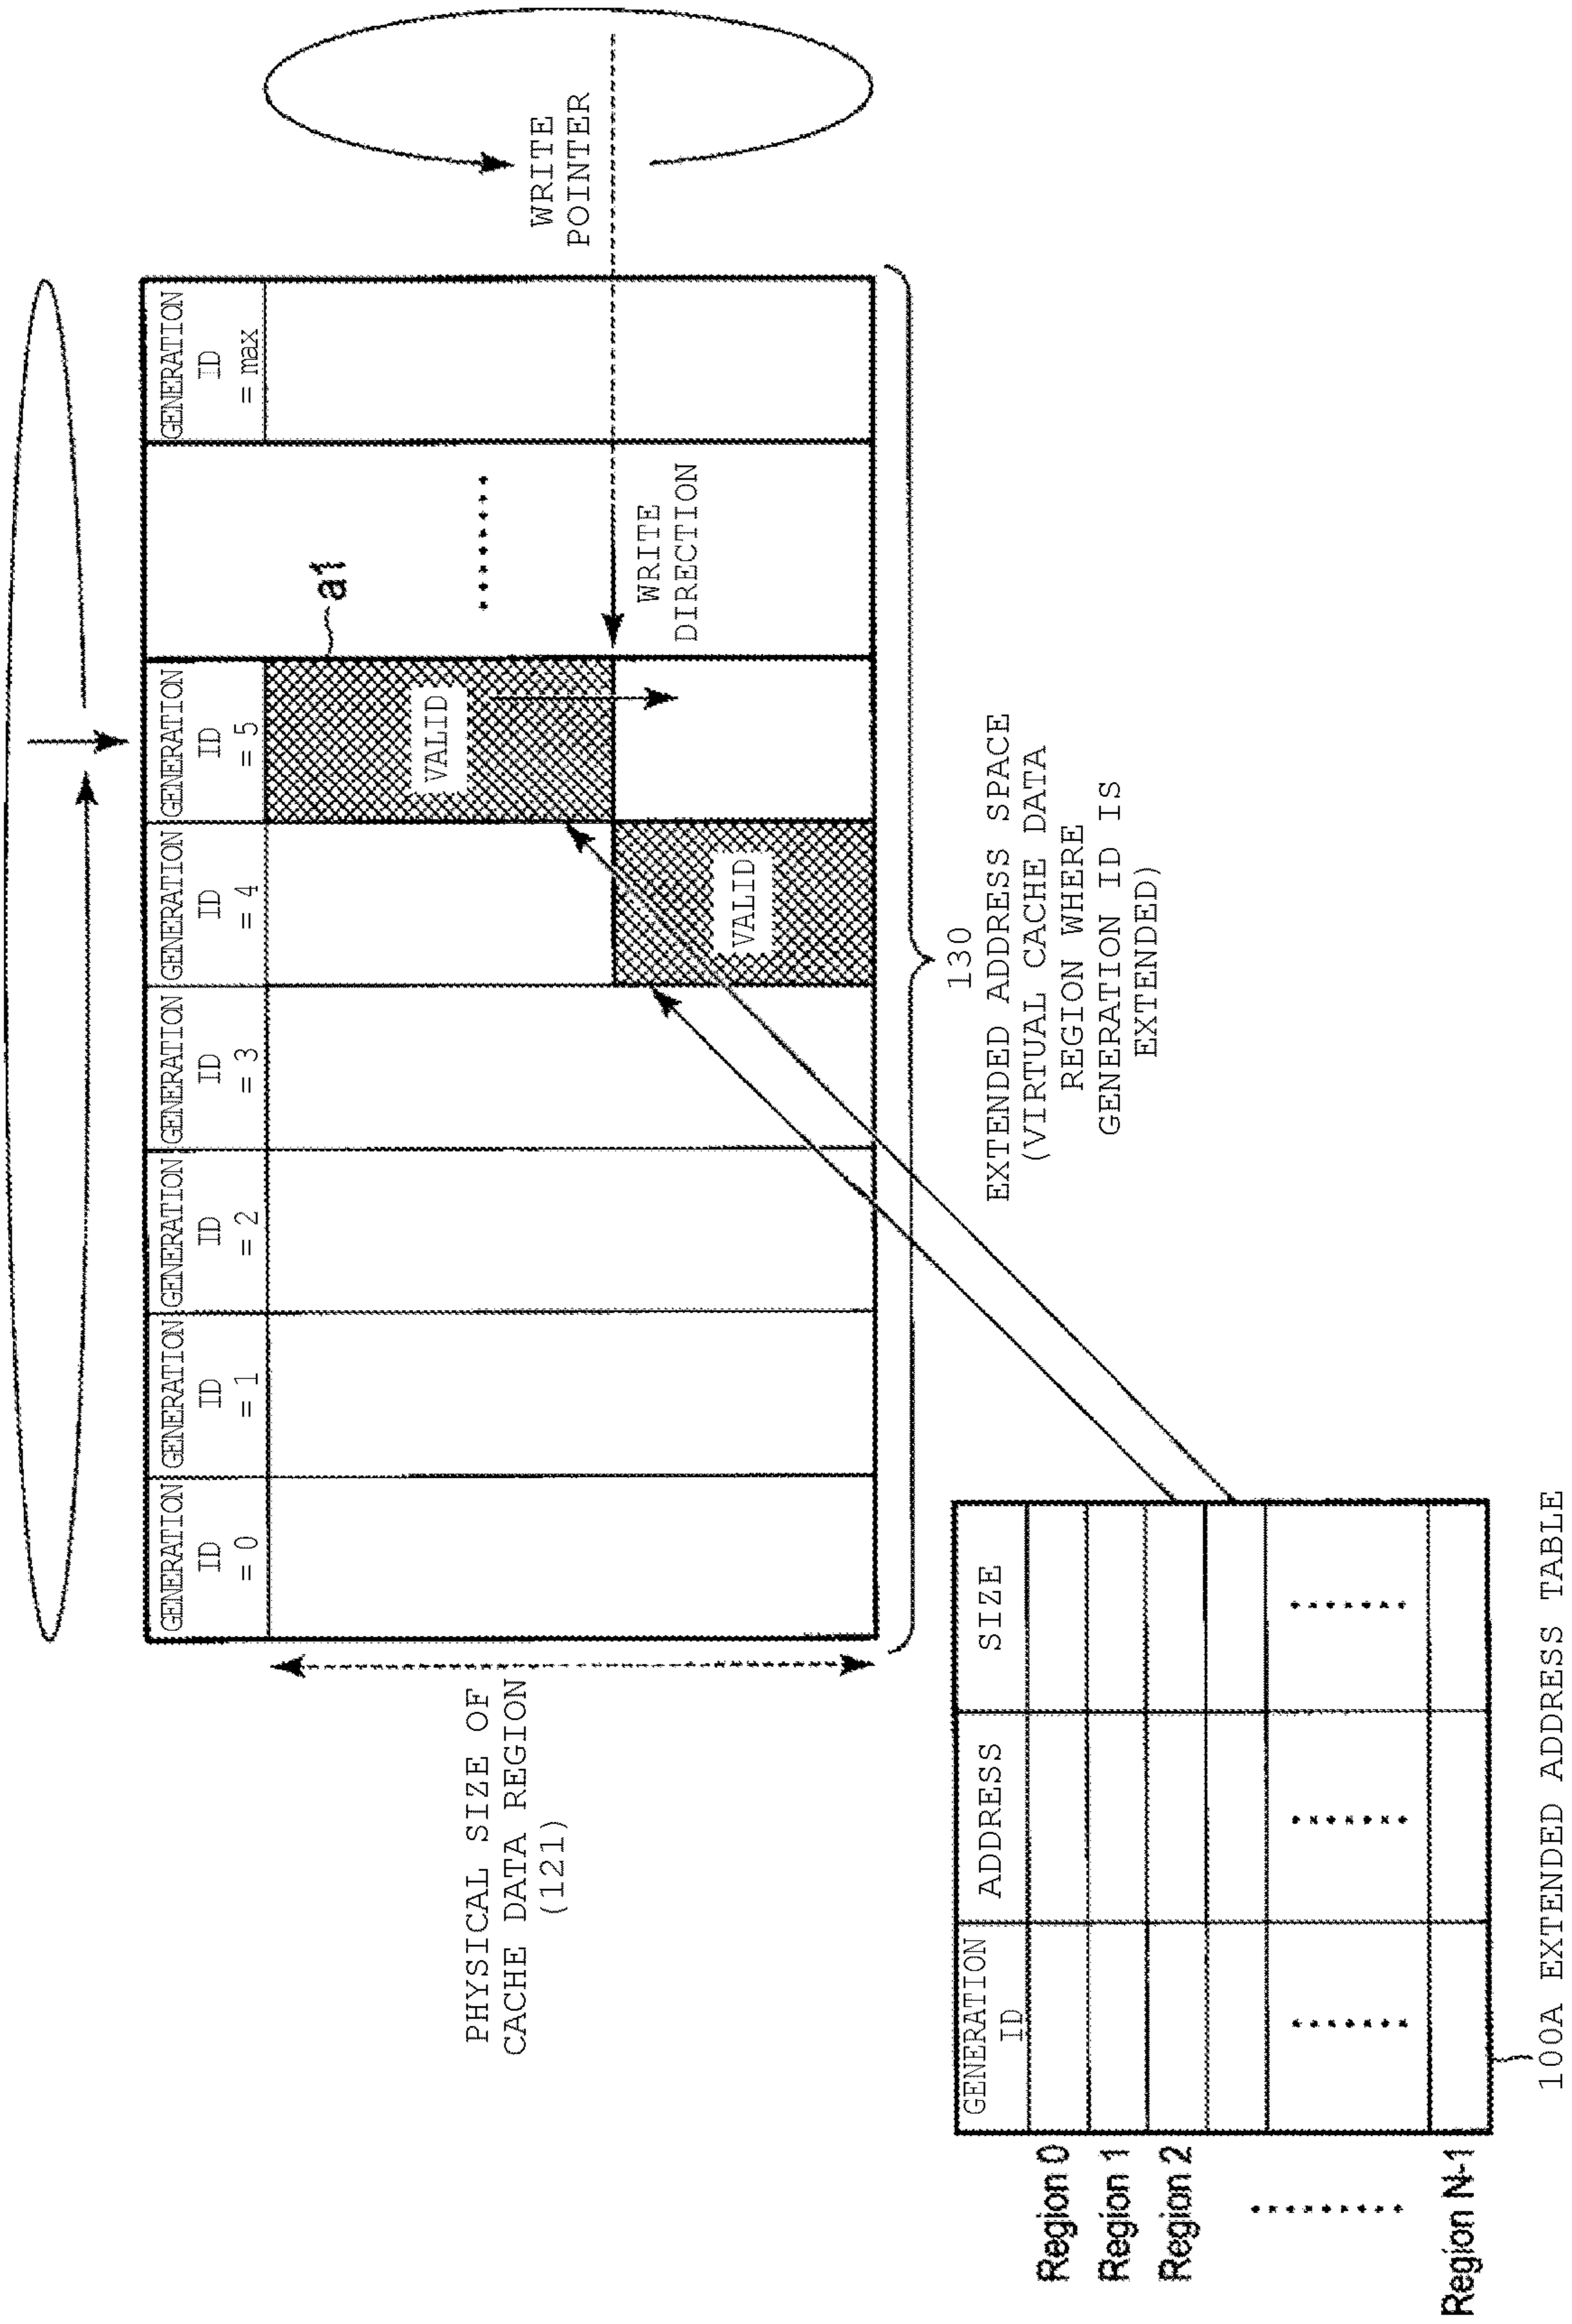 GENERATION
ID
= 0
GENERATION
ID
= 1
GENERATION
ID
= 2
GENERATION
ID
= 3
GENERATION
ID
= 4
GENERATION
ID
= 5
GENERATION
ID
= max
a1
VALID
VALID
........
WRITE
POINTER
WRITE
DIRECTION
PHYSICAL SIZE OF
CACHE DATA REGION
(121)
130
EXTENDED ADDRESS SPACE
(VIRTUAL CACHE DATA
REGION WHERE
GENERATION ID IS
EXTENDED)
GENERATION
ID
ADDRESS
SIZE
Region 0
Region 1
Region 2
Region N-1
100A EXTENDED ADDRESS TABLE